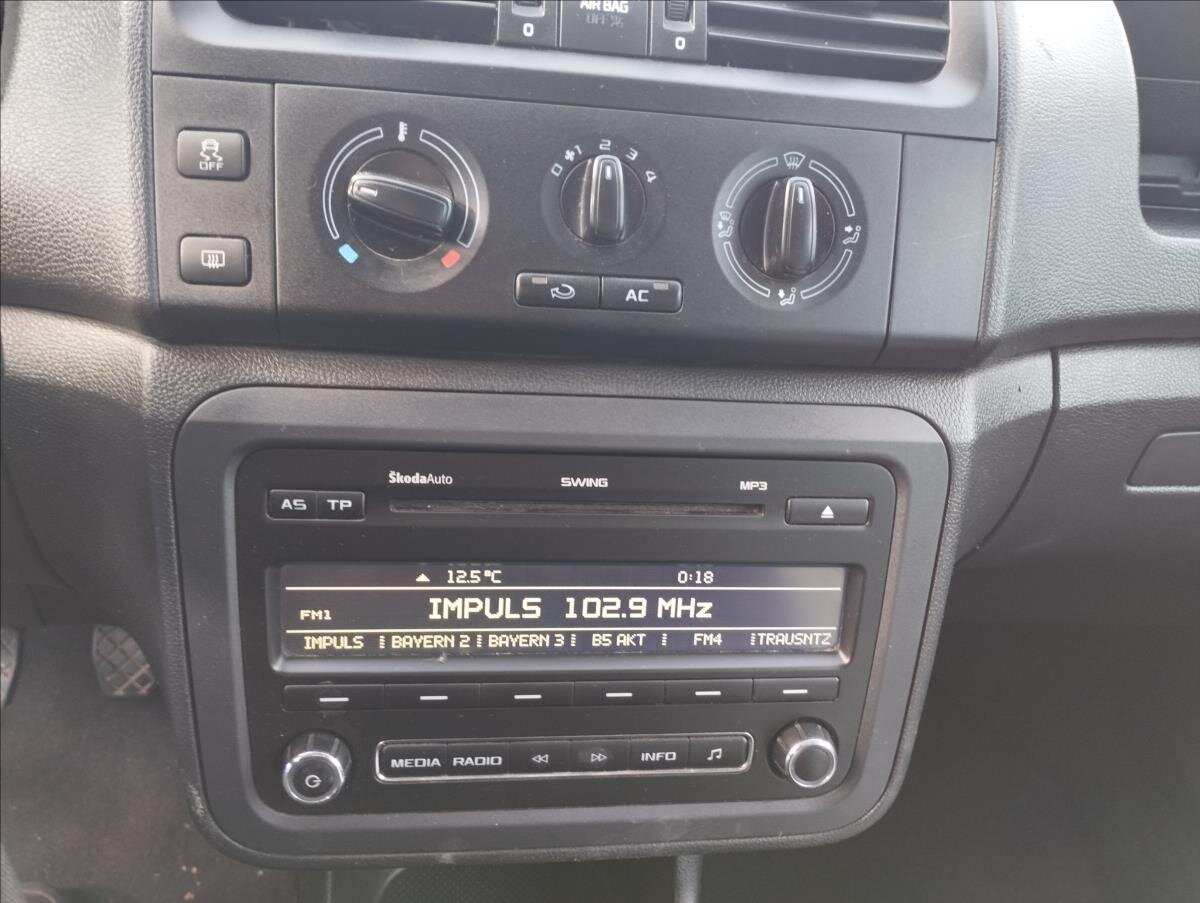 0
AIR BAG
OFF
0
OFF
0 1 2 3 4
AC
ŠkodaAuto SWING MP3
AS TP
12.5°C 0:18
FM1 IMPULS 102.9 MHz
IMPULS BAYERN 2 BAYERN 3 B5 AKT FM4 TRAUSNTZ
MEDIA RADIO INFO